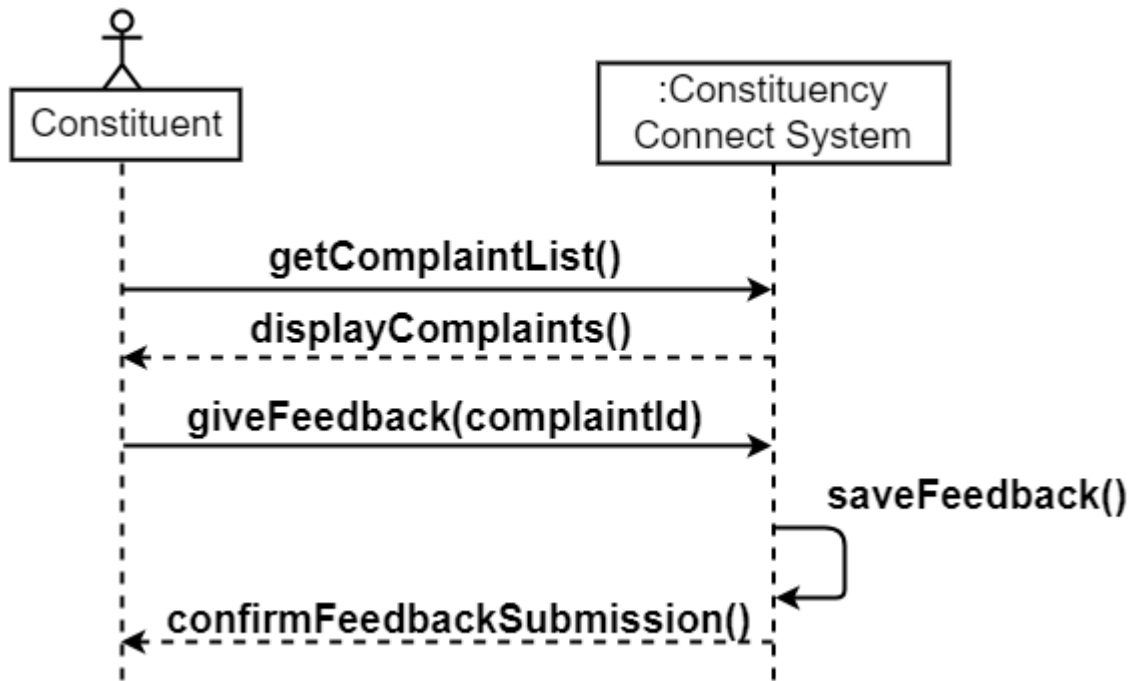 Constituent
:Constituency
Connect System
getComplaintList()
displayComplaints()
giveFeedback(complaintId)
saveFeedback()
confirmFeedbackSubmission()